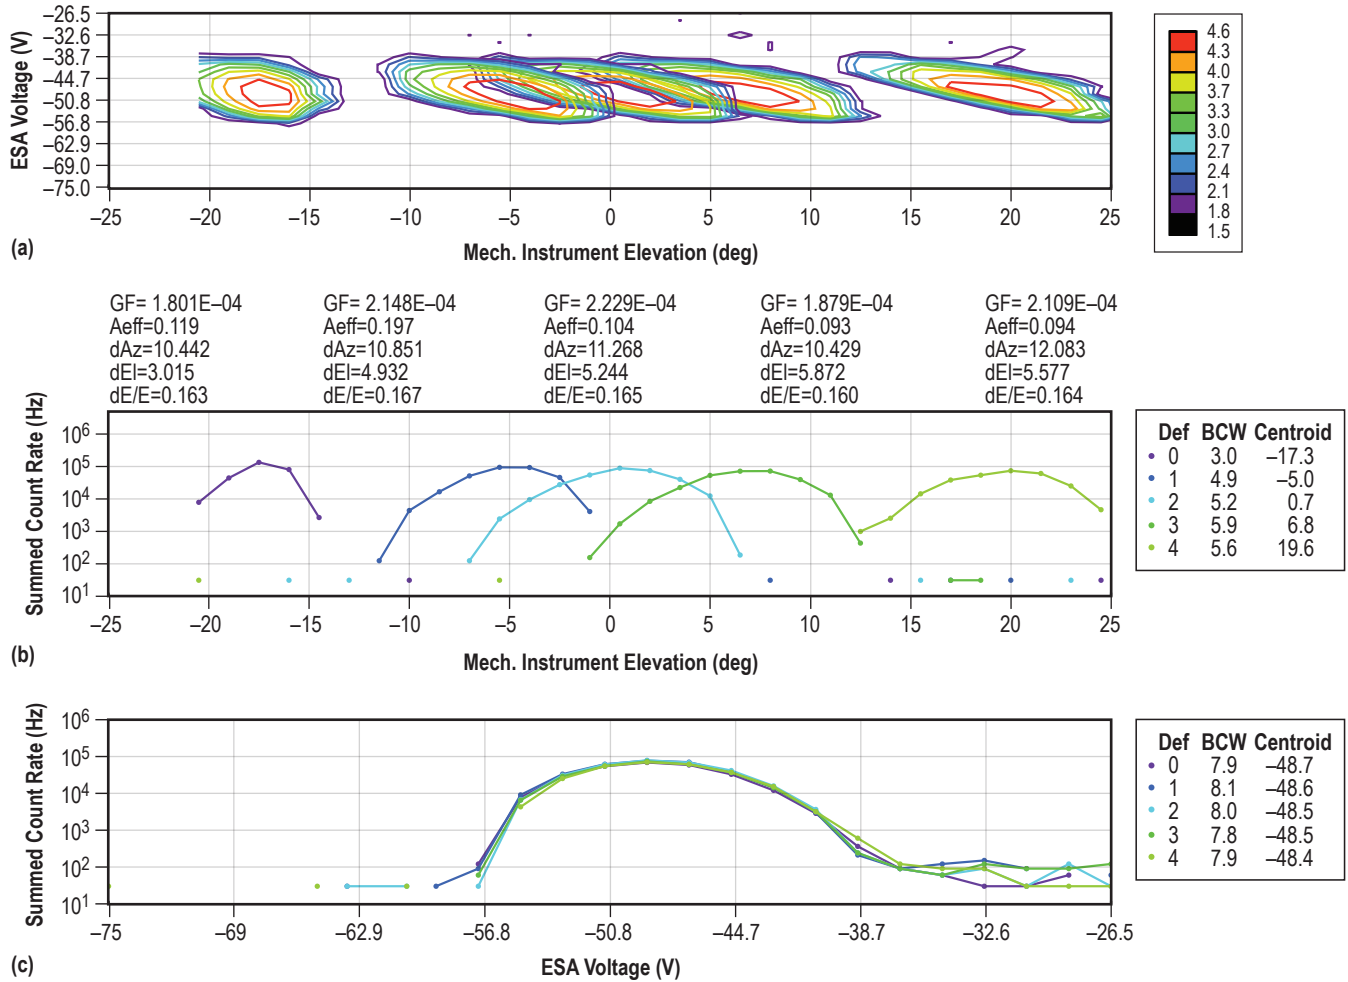 −26.5
−32.6
−38.7
−44.7
−50.8
−56.8
−62.9
−69.0
−75.0
ESA Voltage (V)
−25 −20 −15 −10 −5 0 5 10 15 20 25
(a)
Mech. Instrument Elevation (deg)
4.6
4.3
4.0
3.7
3.3
3.0
2.7
2.4
2.1
1.8
1.5
GF= 1.801E–04
Aeff=0.119
dAz=10.442
dEl=3.015
dE/E=0.163
GF= 2.148E–04
Aeff=0.197
dAz=10.851
dEl=4.932
dE/E=0.167
GF= 2.229E–04
Aeff=0.104
dAz=11.268
dEl=5.244
dE/E=0.165
GF= 1.879E–04
Aeff=0.093
dAz=10.429
dEl=5.872
dE/E=0.160
GF= 2.109E–04
Aeff=0.094
dAz=12.083
dEl=5.577
dE/E=0.164
Summed Count Rate (Hz)
10⁶
10⁵
10⁴
10³
10²
10¹
−25 −20 −15 −10 −5 0 5 10 15 20 25
(b)
Mech. Instrument Elevation (deg)
Def BCW Centroid
0 3.0 −17.3
1 4.9 −5.0
2 5.2 0.7
3 5.9 6.8
4 5.6 19.6
Summed Count Rate (Hz)
10⁶
10⁵
10⁴
10³
10²
10¹
−75 −69 −62.9 −56.8 −50.8 −44.7 −38.7 −32.6 −26.5
(c)
ESA Voltage (V)
Def BCW Centroid
0 7.9 −48.7
1 8.1 −48.6
2 8.0 −48.5
3 7.8 −48.5
4 7.9 −48.4